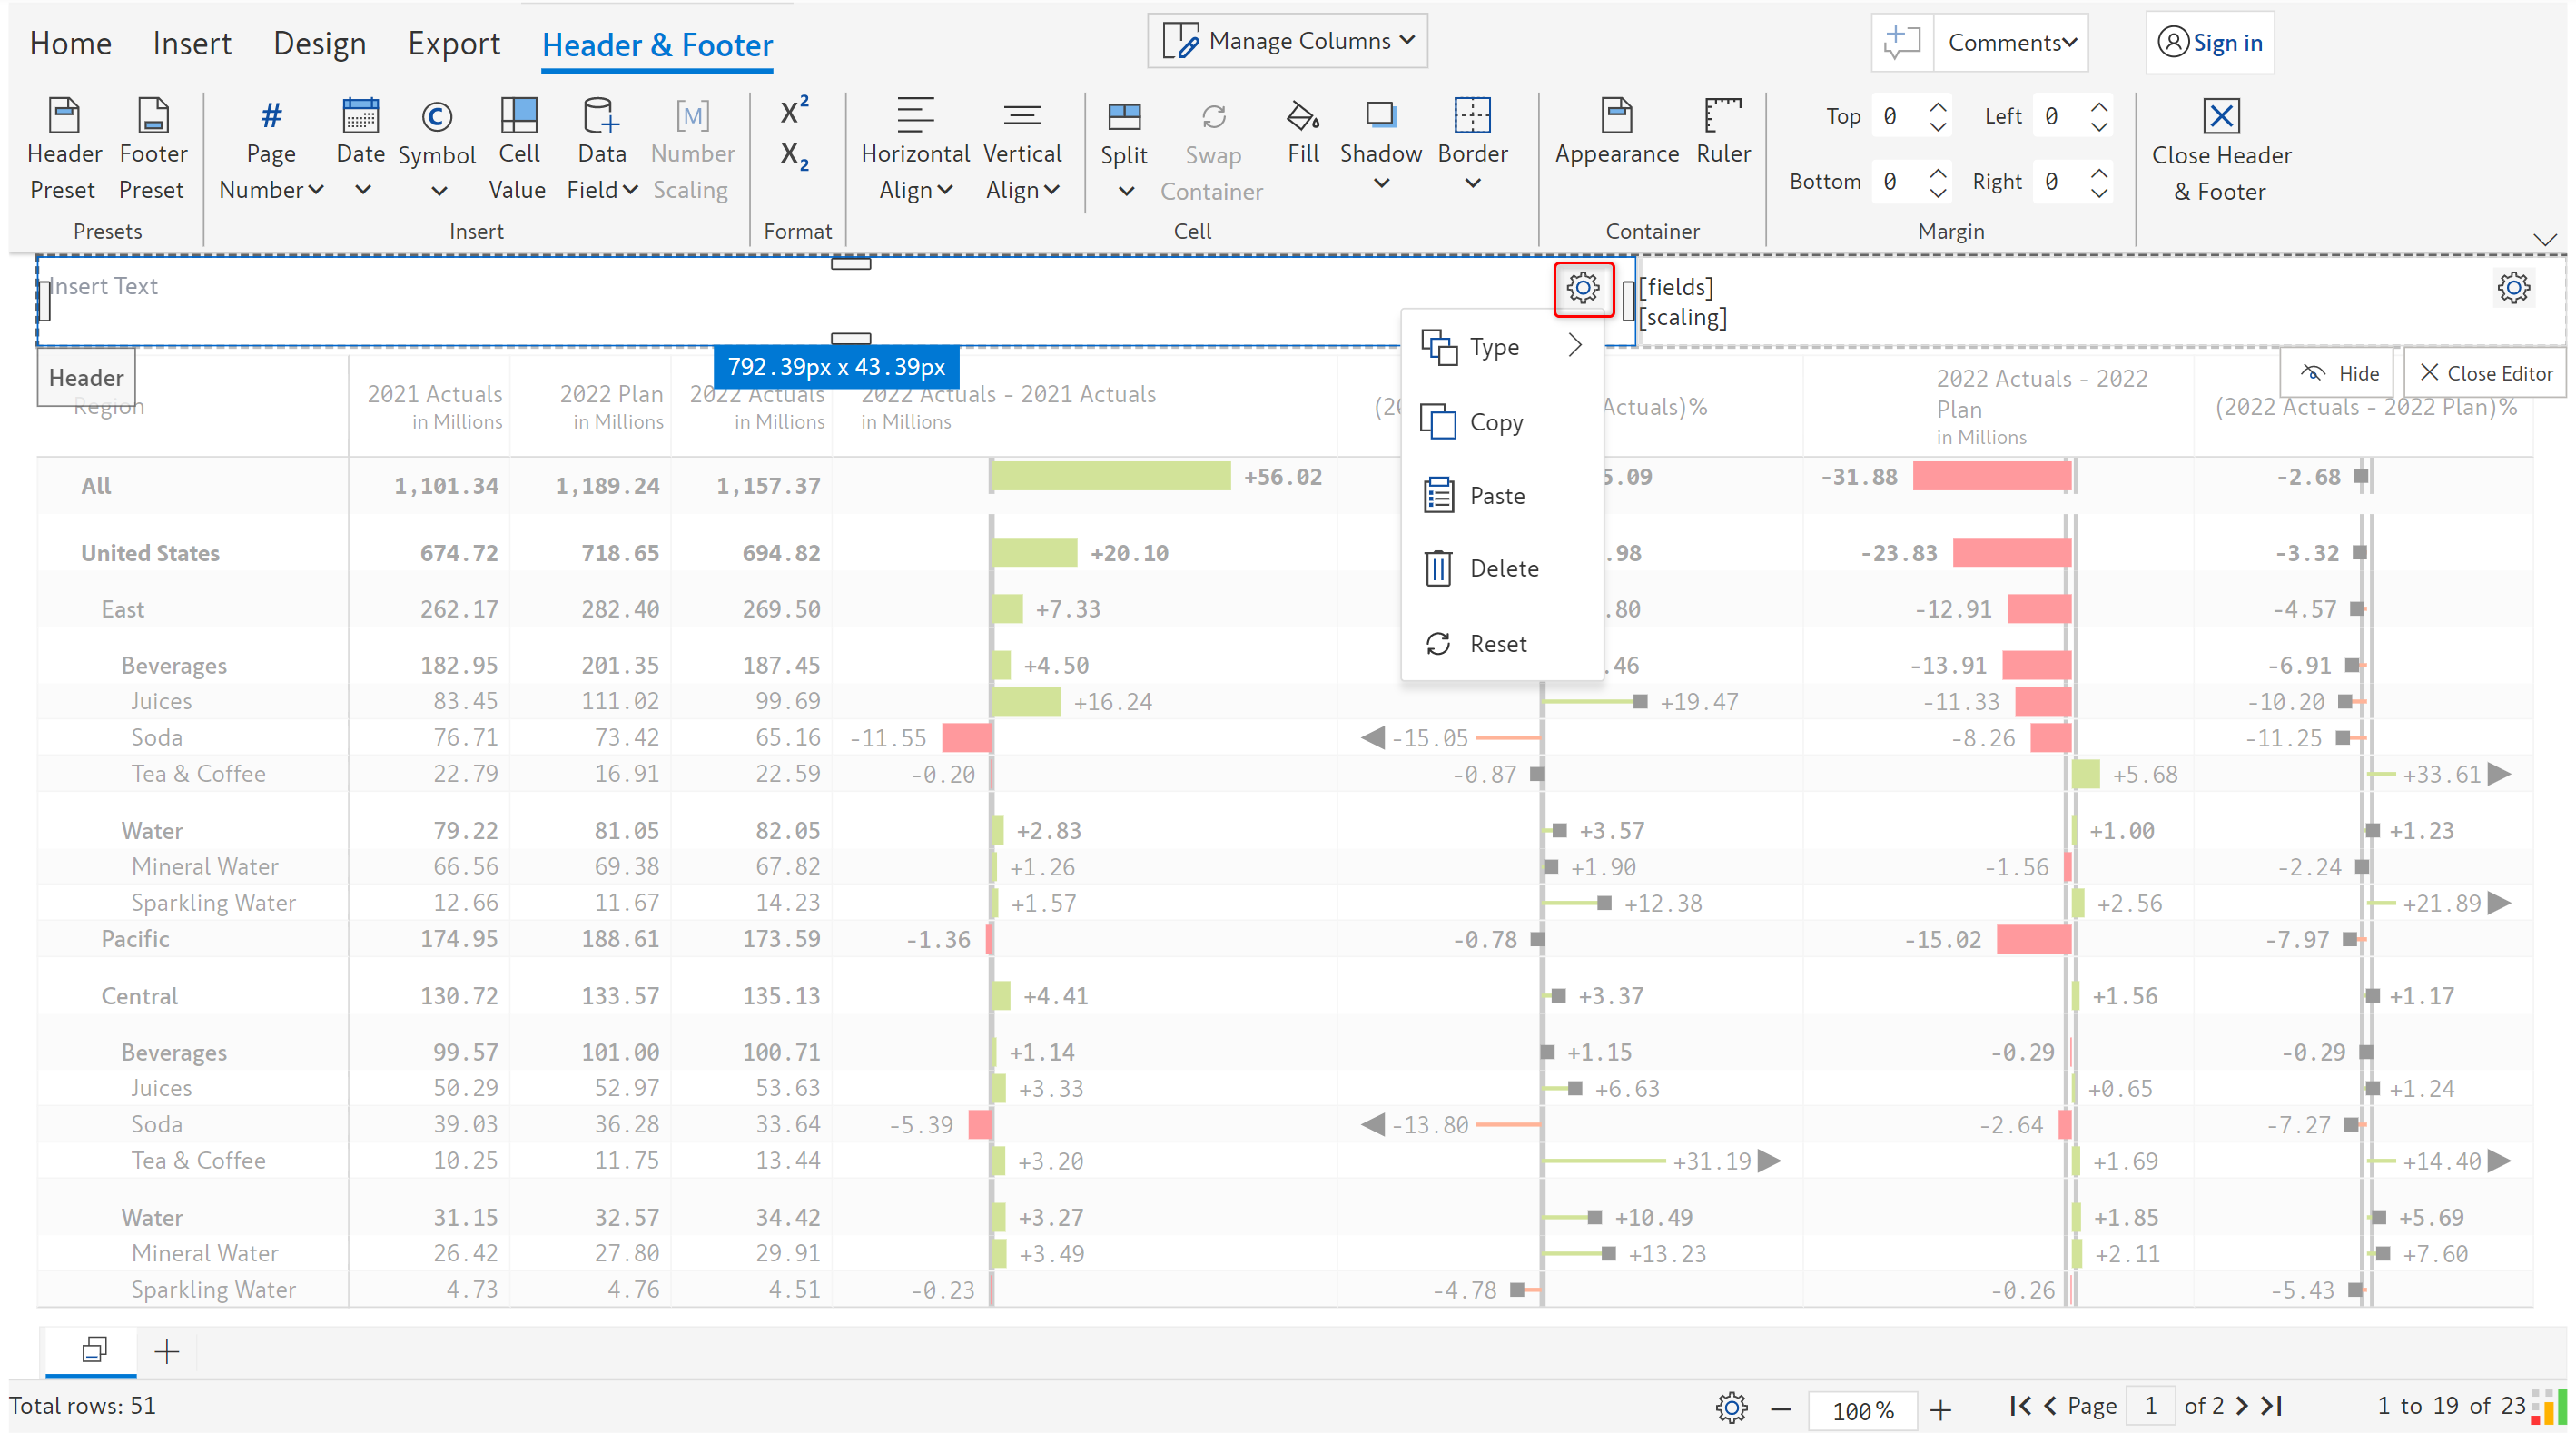 Home Insert Design Export Header & Footer Manage Columns Comments Sign in
Header Preset Footer Preset Page Number Date Symbol Cell Value Data Field Number Scaling X² X₂ Horizontal Align Vertical Align Split Swap Container Fill Shadow Border Appearance Ruler Top 0 Left 0 Bottom 0 Right 0 Close Header & Footer
Presets Insert Format Cell Container Margin
Insert Text
[fields]
[scaling]
Header
792.39px x 43.39px
Type
Copy
Paste
Delete
Reset
Hide Close Editor
Region 2021 Actuals in Millions 2022 Plan in Millions 2022 Actuals in Millions 2022 Actuals - 2021 Actuals in Millions (20 Actuals)% 2022 Actuals - 2022 Plan in Millions (2022 Actuals - 2022 Plan)%
All 1,101.34 1,189.24 1,157.37 +56.02 5.09 -31.88 -2.68
United States 674.72 718.65 694.82 +20.10 .98 -23.83 -3.32
East 262.17 282.40 269.50 +7.33 .80 -12.91 -4.57
Beverages 182.95 201.35 187.45 +4.50 .46 -13.91 -6.91
Juices 83.45 111.02 99.69 +16.24 +19.47 -11.33 -10.20
Soda 76.71 73.42 65.16 -11.55 -15.05 -8.26 -11.25
Tea & Coffee 22.79 16.91 22.59 -0.20 -0.87 +5.68 +33.61
Water 79.22 81.05 82.05 +2.83 +3.57 +1.00 +1.23
Mineral Water 66.56 69.38 67.82 +1.26 +1.90 -1.56 -2.24
Sparkling Water 12.66 11.67 14.23 +1.57 +12.38 +2.56 +21.89
Pacific 174.95 188.61 173.59 -1.36 -0.78 -15.02 -7.97
Central 130.72 133.57 135.13 +4.41 +3.37 +1.56 +1.17
Beverages 99.57 101.00 100.71 +1.14 +1.15 -0.29 -0.29
Juices 50.29 52.97 53.63 +3.33 +6.63 +0.65 +1.24
Soda 39.03 36.28 33.64 -5.39 -13.80 -2.64 -7.27
Tea & Coffee 10.25 11.75 13.44 +3.20 +31.19 +1.69 +14.40
Water 31.15 32.57 34.42 +3.27 +10.49 +1.85 +5.69
Mineral Water 26.42 27.80 29.91 +3.49 +13.23 +2.11 +7.60
Sparkling Water 4.73 4.76 4.51 -0.23 -4.78 -0.26 -5.43
Total rows: 51 100% Page 1 of 2 1 to 19 of 23